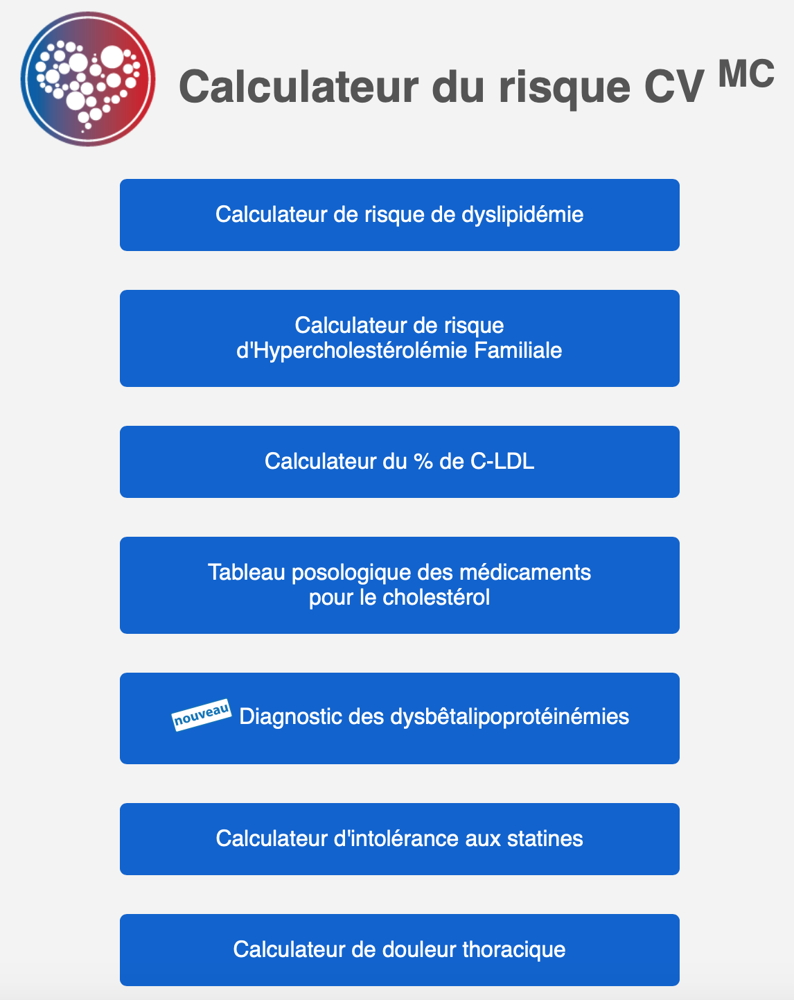 Calculateur du risque CV MC
Calculateur de risque de dyslipidémie
Calculateur de risque
d'Hypercholestérolémie Familiale
Calculateur du % de C-LDL
Tableau posologique des médicaments
pour le cholestérol
nouveau Diagnostic des dysbêtalipoprotéinémies
Calculateur d'intolérance aux statines
Calculateur de douleur thoracique